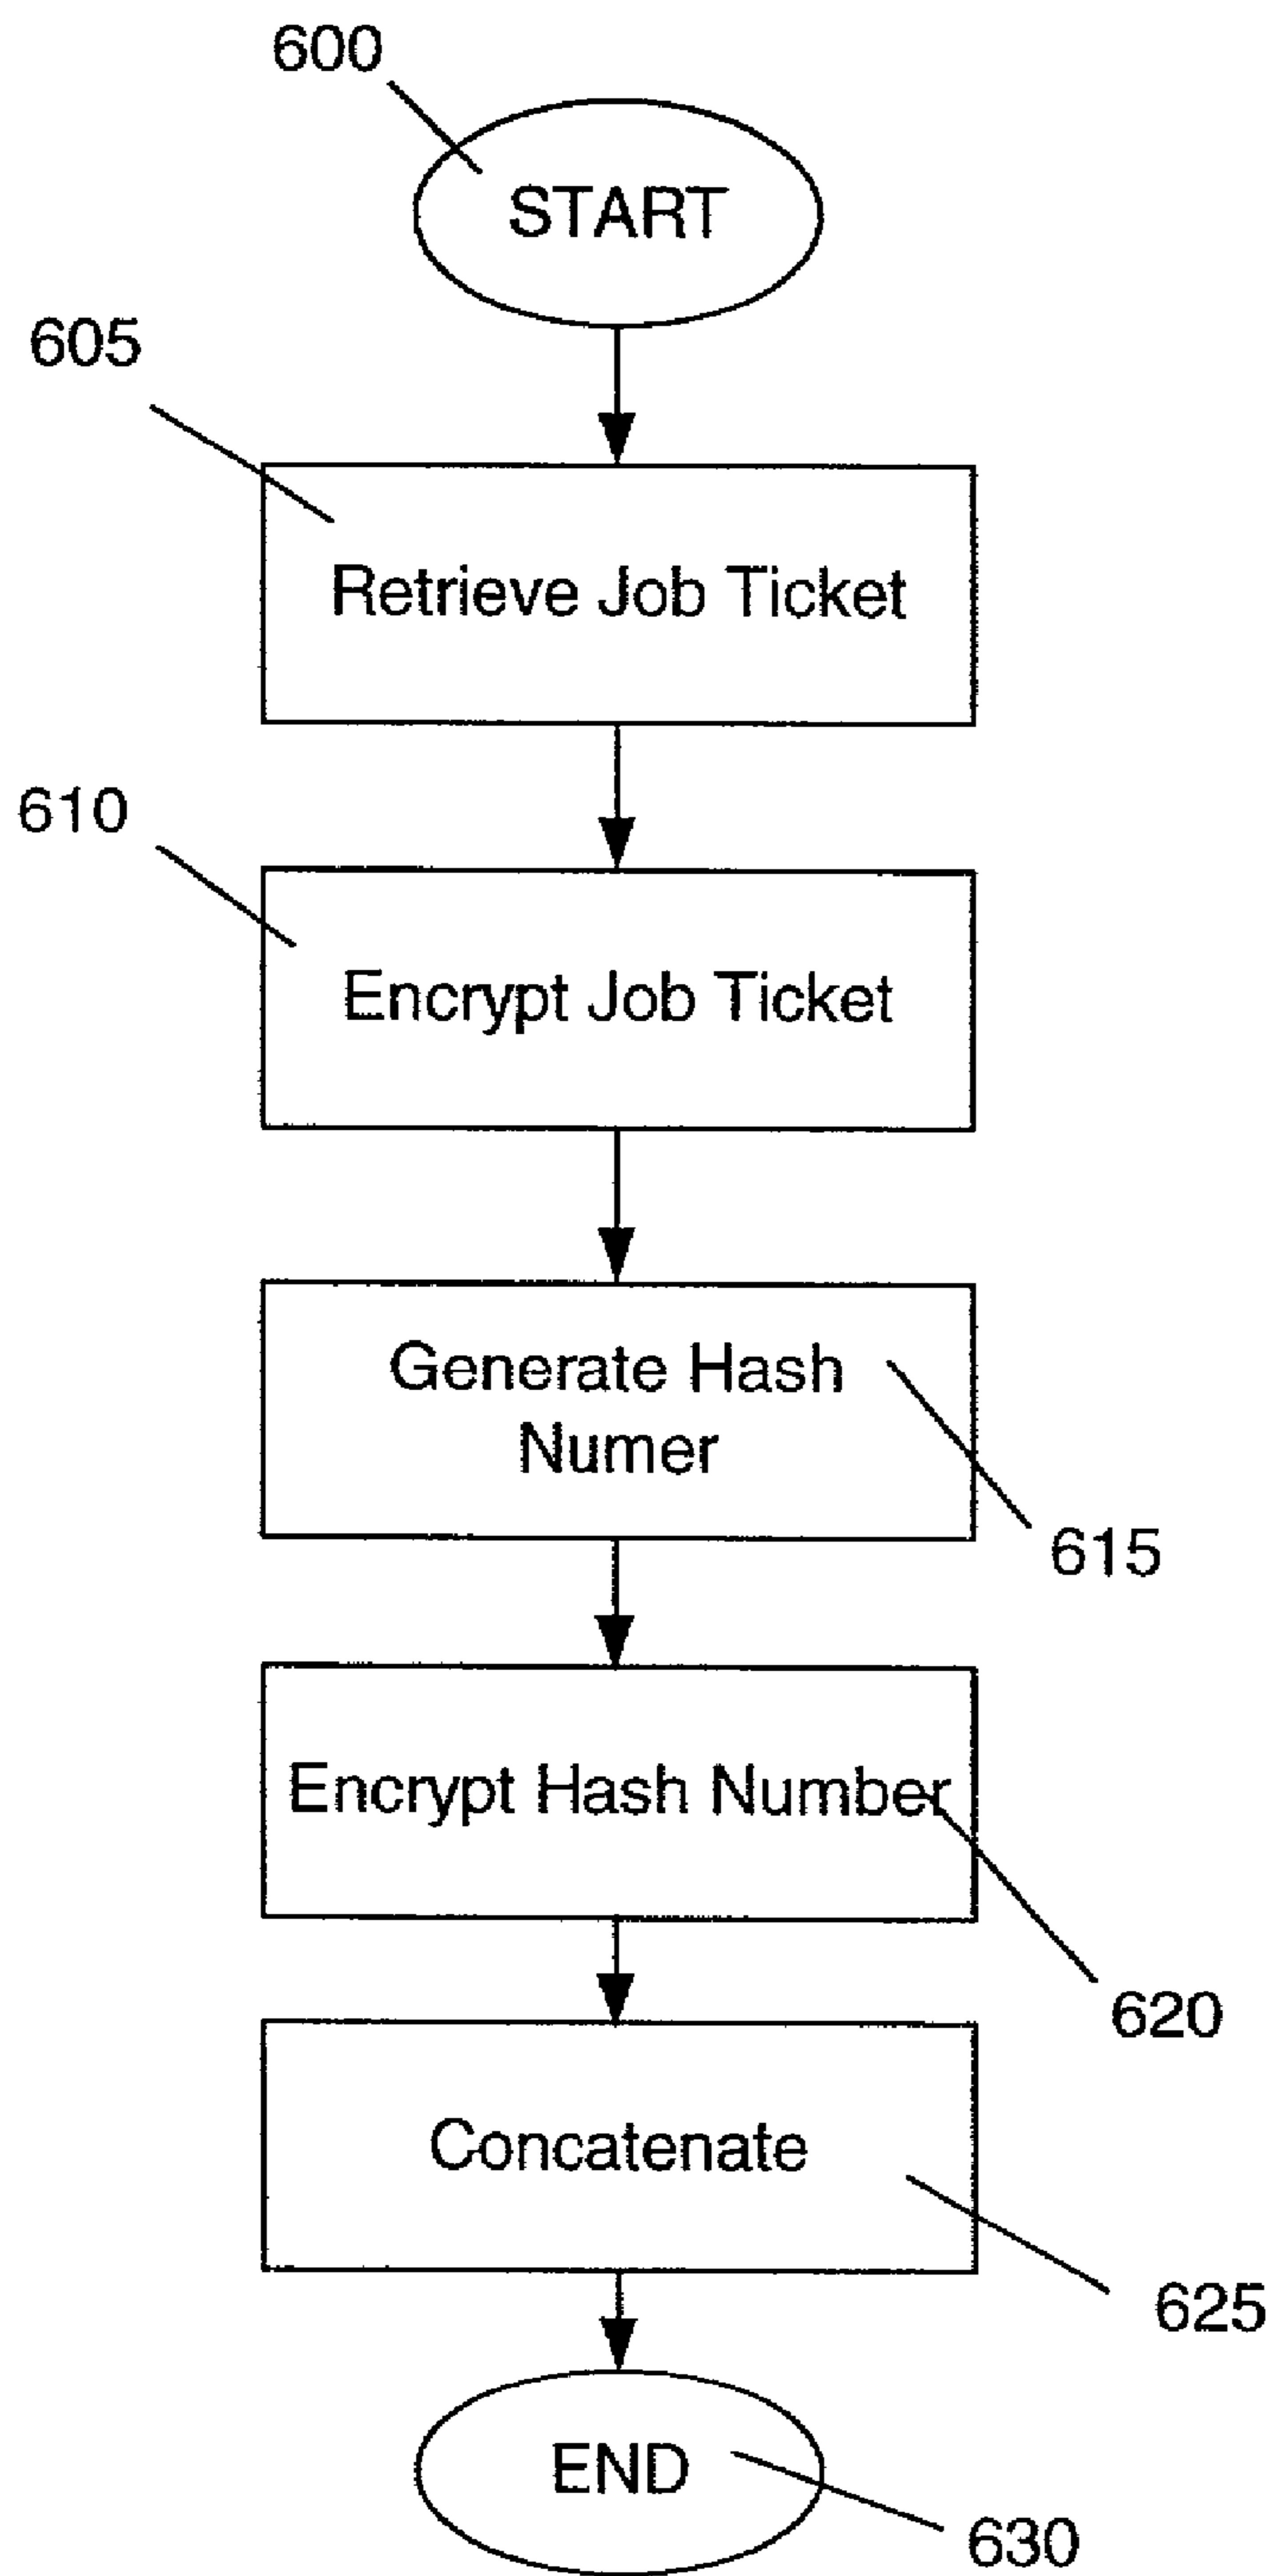 600
START
605
Retrieve Job Ticket
610
Encrypt Job Ticket
Generate Hash
Numer
615
Encrypt Hash Number
620
Concatenate
625
END
630